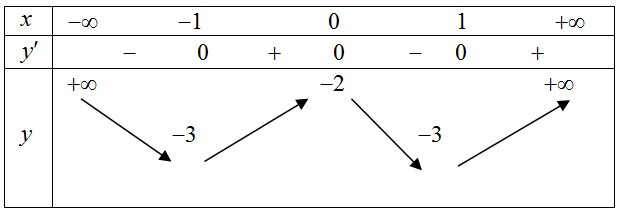 x −∞ −1 0 1 +∞
y′ − 0 + 0 − 0 +
+∞ −2 +∞
y −3 −3